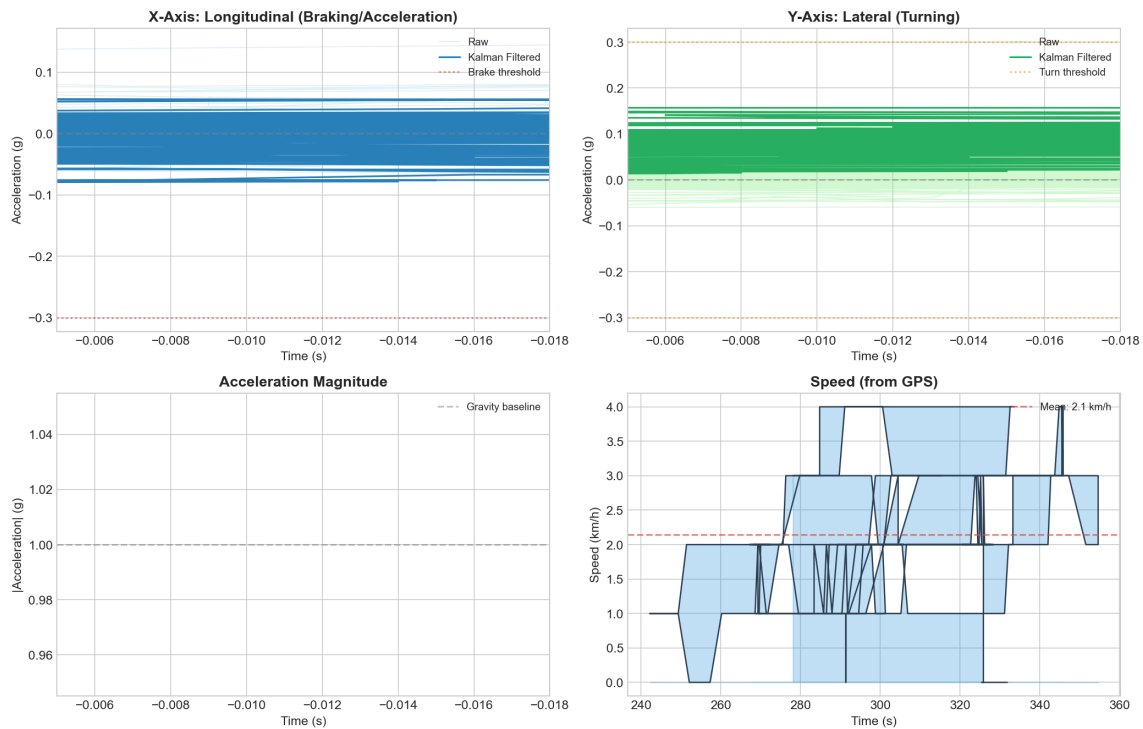 X-Axis: Longitudinal (Braking/Acceleration)
Raw
Kalman Filtered
Brake threshold
0.1
0.0
−0.1
−0.2
−0.3
Acceleration (g)
−0.006 −0.008 −0.010 −0.012 −0.014 −0.016 −0.018
Time (s)
Y-Axis: Lateral (Turning)
Raw
Kalman Filtered
Turn threshold
0.3
0.2
0.1
0.0
−0.1
−0.2
−0.3
Acceleration (g)
−0.006 −0.008 −0.010 −0.012 −0.014 −0.016 −0.018
Time (s)
Acceleration Magnitude
Gravity baseline
1.04
1.02
1.00
0.98
0.96
|Acceleration| (g)
−0.006 −0.008 −0.010 −0.012 −0.014 −0.016 −0.018
Time (s)
Speed (from GPS)
Mean: 2.1 km/h
4.0
3.5
3.0
2.5
2.0
1.5
1.0
0.5
0.0
Speed (km/h)
240 260 280 300 320 340 360
Time (s)